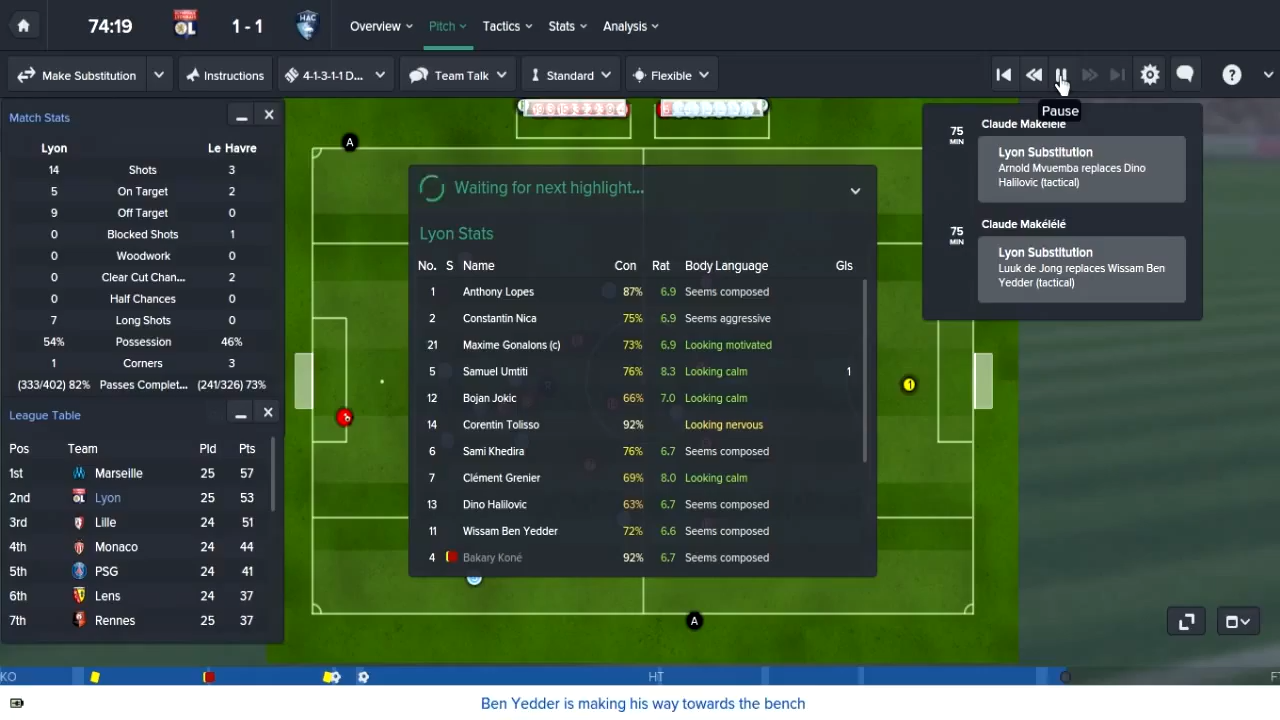 74:19
HAC
OL
1 - 1
Overview
Pitch
Tactics
Stats
Analysis
Make Substitution
Instructions
4-1-3-1-1 D...
Team Talk
Standard
Flexible
?
Pause
Match Stats
Lyon
Le Havre
14 Shots 3
5 On Target 2
9 Off Target 0
0 Blocked Shots 1
0 Woodwork 0
0 Clear Cut Chan... 2
0 Half Chances 0
7 Long Shots 0
54% Possession 46%
1 Corners 3
(333/402) 82% Passes Complet... (241/326) 73%
League Table
Pos Team Pld Pts
1st Marseille 25 57
2nd Lyon 25 53
3rd Lille 24 51
4th Monaco 24 44
5th PSG 24 41
6th Lens 24 37
7th Rennes 25 37
A
Waiting for next highlight...
Lyon Stats
No. S Name Con Rat Body Language Gls
1 Anthony Lopes 87% 6.9 Seems composed
2 Constantin Nica 75% 6.9 Seems aggressive
21 Maxime Gonalons (c) 73% 6.9 Looking motivated
5 Samuel Umtiti 76% 8.3 Looking calm 1
12 Bojan Jokic 66% 7.0 Looking calm
14 Corentin Tolisso 92% Looking nervous
6 Sami Khedira 76% 6.7 Seems composed
7 Clément Grenier 69% 8.0 Looking calm
13 Dino Halilovic 63% 6.7 Seems composed
11 Wissam Ben Yedder 72% 6.6 Seems composed
4 Bakary Koné 92% 6.7 Seems composed
1
A
75
MIN
Claude Makélélé
Lyon Substitution
Arnold Mvuemba replaces Dino
Halilovic (tactical)
75
MIN
Claude Makélélé
Lyon Substitution
Luuk de Jong replaces Wissam Ben
Yedder (tactical)
KO
HT
FT
Ben Yedder is making his way towards the bench